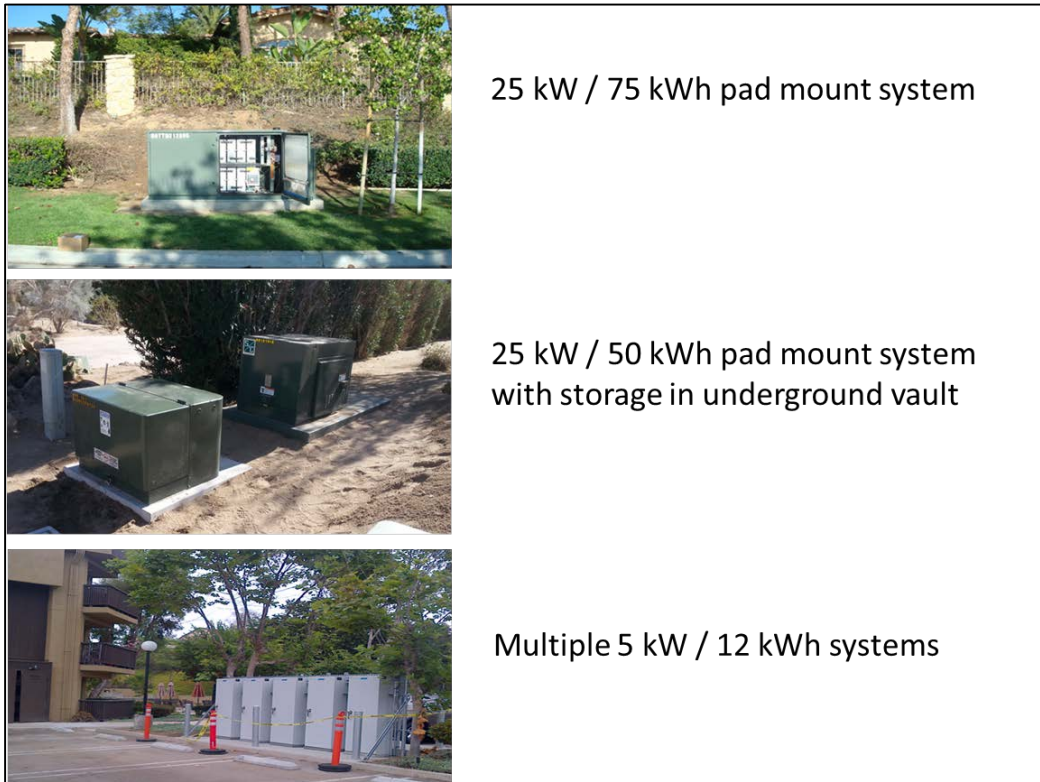 25 kW / 75 kWh pad mount system
25 kW / 50 kWh pad mount system
with storage in underground vault
Multiple 5 kW / 12 kWh systems